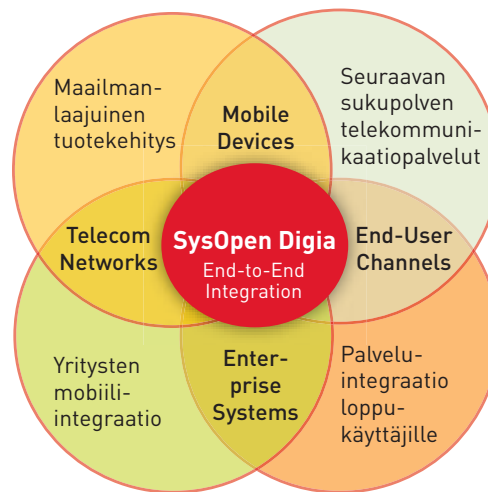 Maailman-
laajuinen
tuotekehitys
Mobile
Devices
Seuraavan
sukupolven
telekommuni-
kaatiopalvelut
Telecom
Networks
SysOpen Digia
End-to-End
Integration
End-User
Channels
Yritysten
mobiili-
integraatio
Enter-
prise
Systems
Palvelu-
integraatio
loppu-
käyttäjille